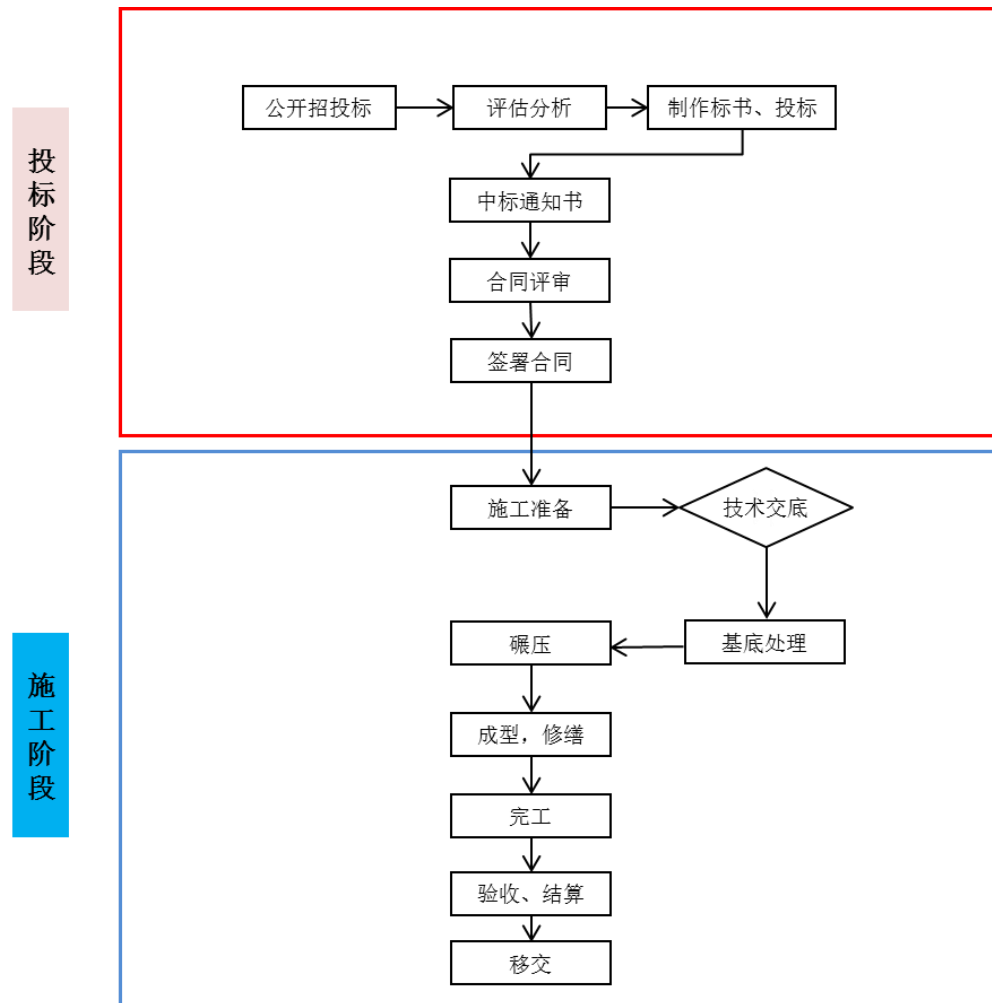 投标阶段
公开招投标
评估分析
制作标书、投标
中标通知书
合同评审
签署合同
施工阶段
施工准备
技术交底
基底处理
碾压
成型，修缮
完工
验收、结算
移交